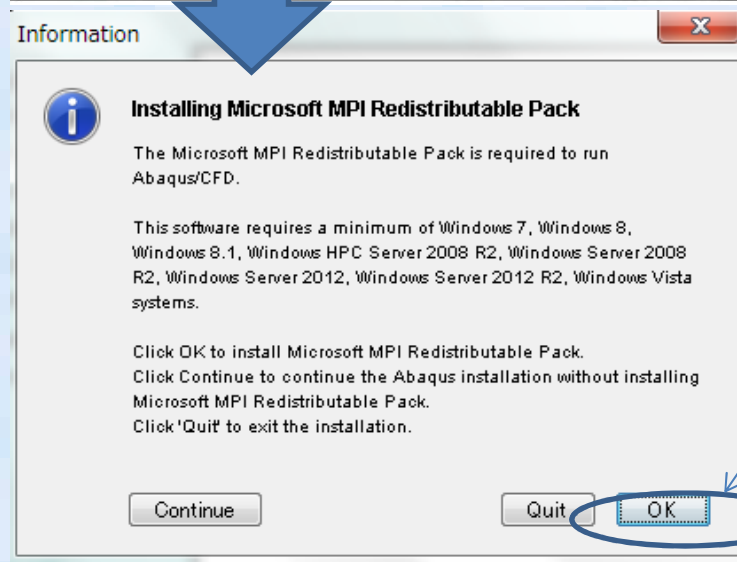 Information
Installing Microsoft MPI Redistributable Pack
The Microsoft MPI Redistributable Pack is required to run
Abaqus/CFD.
This software requires a minimum of Windows 7, Windows 8,
Windows 8.1, Windows HPC Server 2008 R2, Windows Server 2008
R2, Windows Server 2012, Windows Server 2012 R2, Windows Vista
systems.
Click OK to install Microsoft MPI Redistributable Pack.
Click Continue to continue the Abaqus installation without installing
Microsoft MPI Redistributable Pack.
Click 'Quit' to exit the installation.
Continue Quit OK